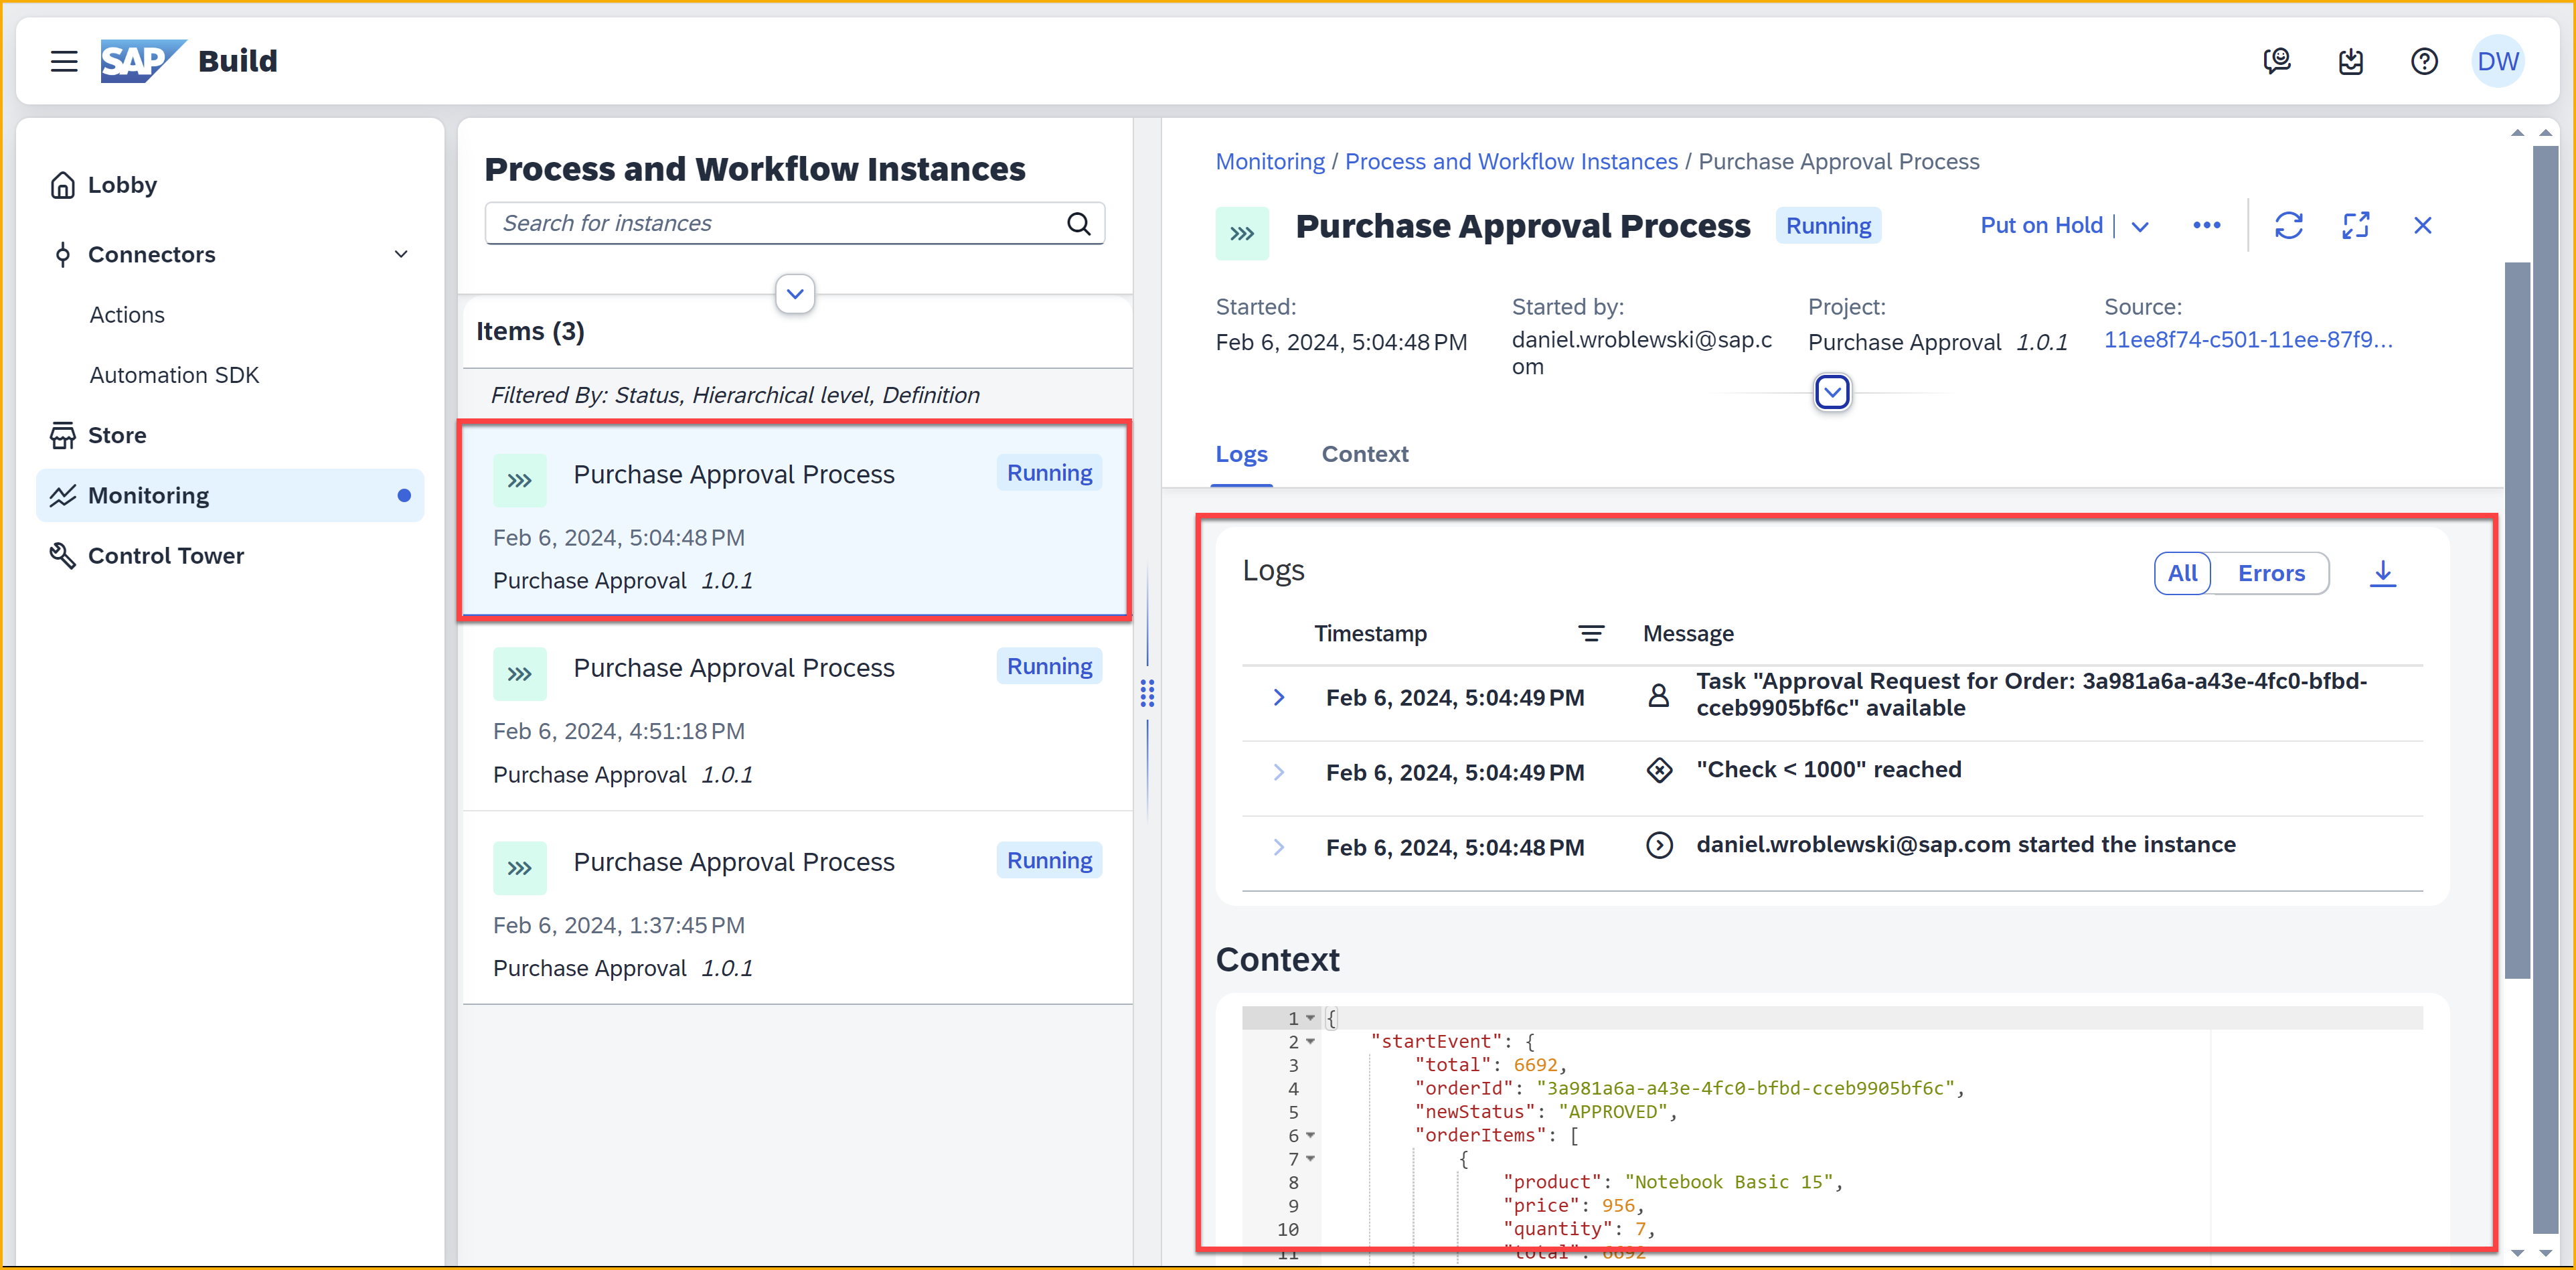 SAP Build
DW
Lobby
Connectors
Actions
Automation SDK
Store
Monitoring
Control Tower
Process and Workflow Instances
Search for instances
Items (3)
Filtered By: Status, Hierarchical level, Definition
Purchase Approval Process Running
Feb 6, 2024, 5:04:48 PM
Purchase Approval 1.0.1
Purchase Approval Process Running
Feb 6, 2024, 4:51:18 PM
Purchase Approval 1.0.1
Purchase Approval Process Running
Feb 6, 2024, 1:37:45 PM
Purchase Approval 1.0.1
Monitoring / Process and Workflow Instances / Purchase Approval Process
Purchase Approval Process Running Put on Hold
Started:
Feb 6, 2024, 5:04:48 PM
Started by:
daniel.wroblewski@sap.c
om
Project:
Purchase Approval 1.0.1
Source:
11ee8f74-c501-11ee-87f9...
Logs Context
Logs All Errors
Timestamp Message
Feb 6, 2024, 5:04:49 PM Task "Approval Request for Order: 3a981a6a-a43e-4fc0-bfbd-
cceb9905bf6c" available
Feb 6, 2024, 5:04:49 PM "Check < 1000" reached
Feb 6, 2024, 5:04:48 PM daniel.wroblewski@sap.com started the instance
Context
1 {
2 "startEvent": {
3 "total": 6692,
4 "orderId": "3a981a6a-a43e-4fc0-bfbd-cceb9905bf6c",
5 "newStatus": "APPROVED",
6 "orderItems": [
7 {
8 "product": "Notebook Basic 15",
9 "price": 956,
10 "quantity": 7,
11 "total": 6692